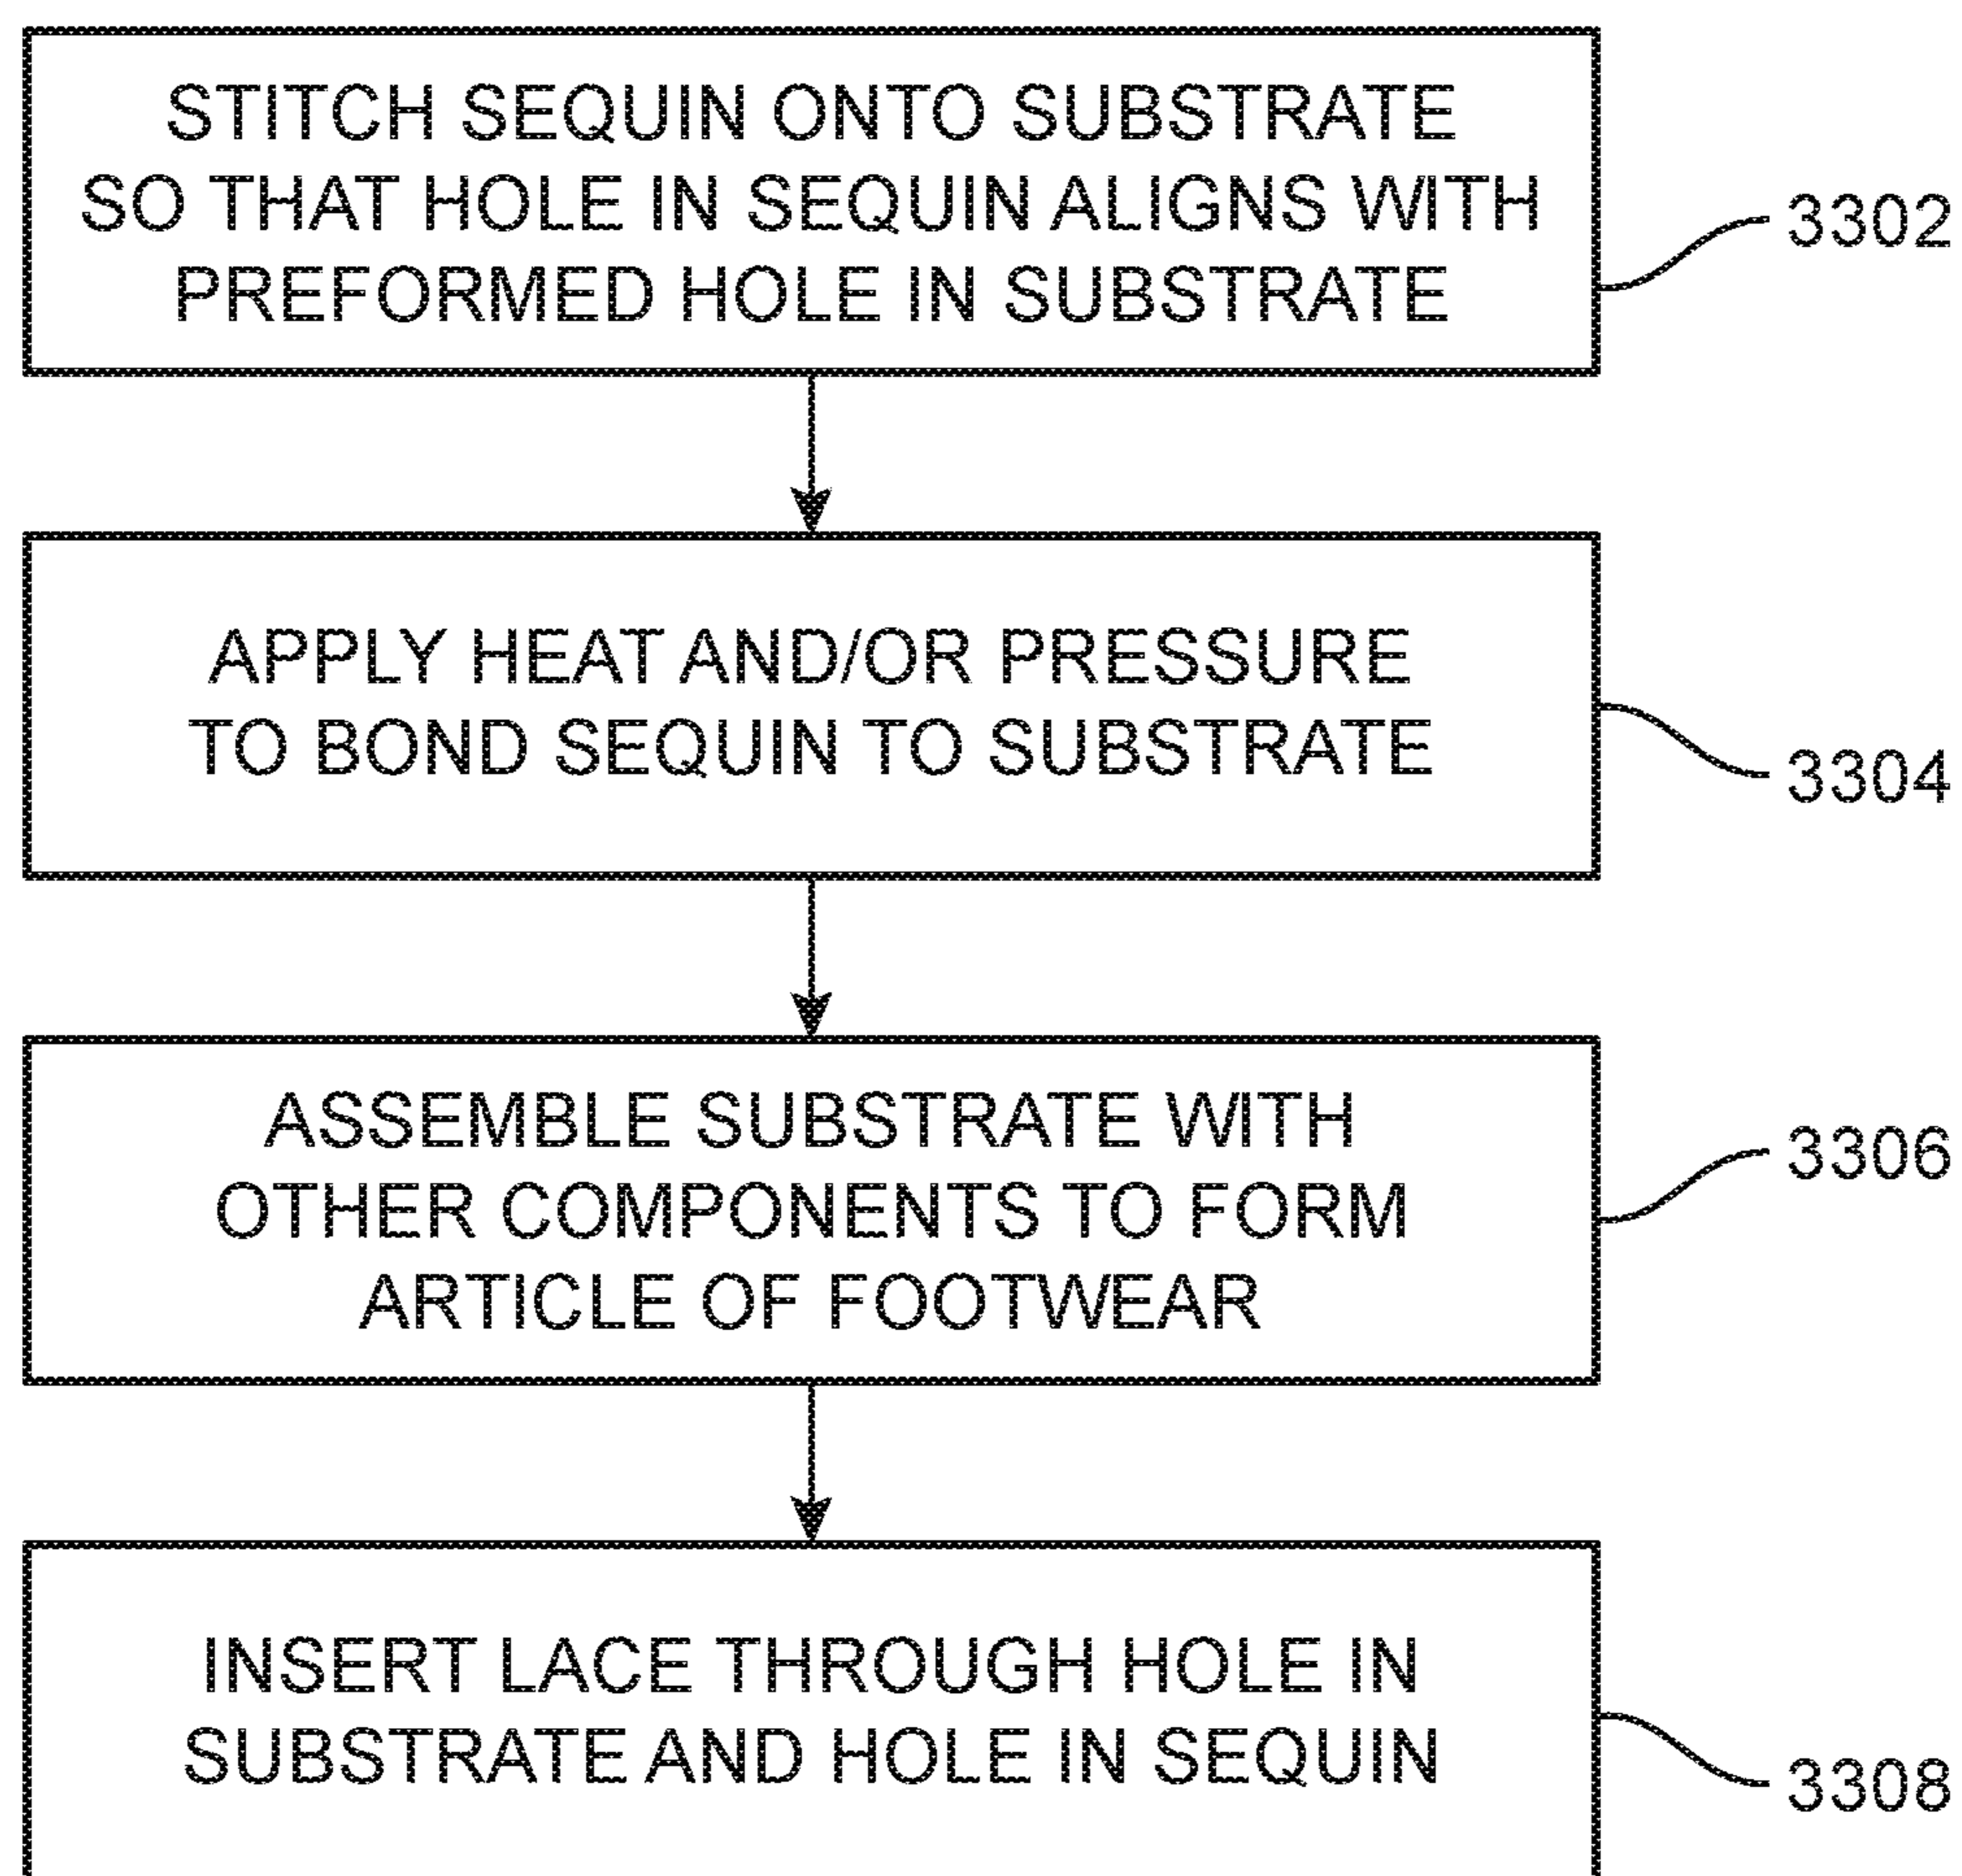 STITCH SEQUIN ONTO SUBSTRATE
SO THAT HOLE IN SEQUIN ALIGNS WITH
PREFORMED HOLE IN SUBSTRATE
3302
APPLY HEAT AND/OR PRESSURE
TO BOND SEQUIN TO SUBSTRATE
3304
ASSEMBLE SUBSTRATE WITH
OTHER COMPONENTS TO FORM
ARTICLE OF FOOTWEAR
3306
INSERT LACE THROUGH HOLE IN
SUBSTRATE AND HOLE IN SEQUIN
3308